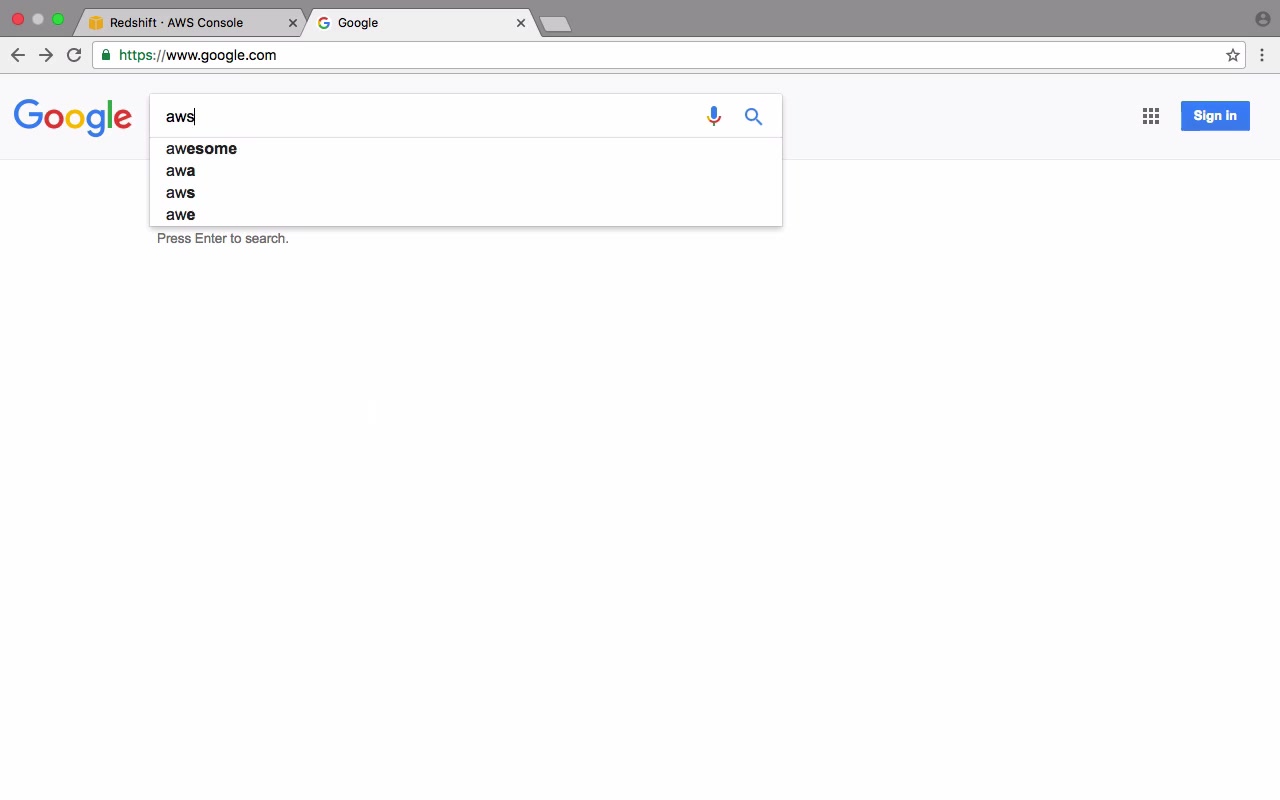 Redshift · AWS Console
Google
https://www.google.com
Google
aws
Sign in
awesome
awa
aws
awe
Press Enter to search.